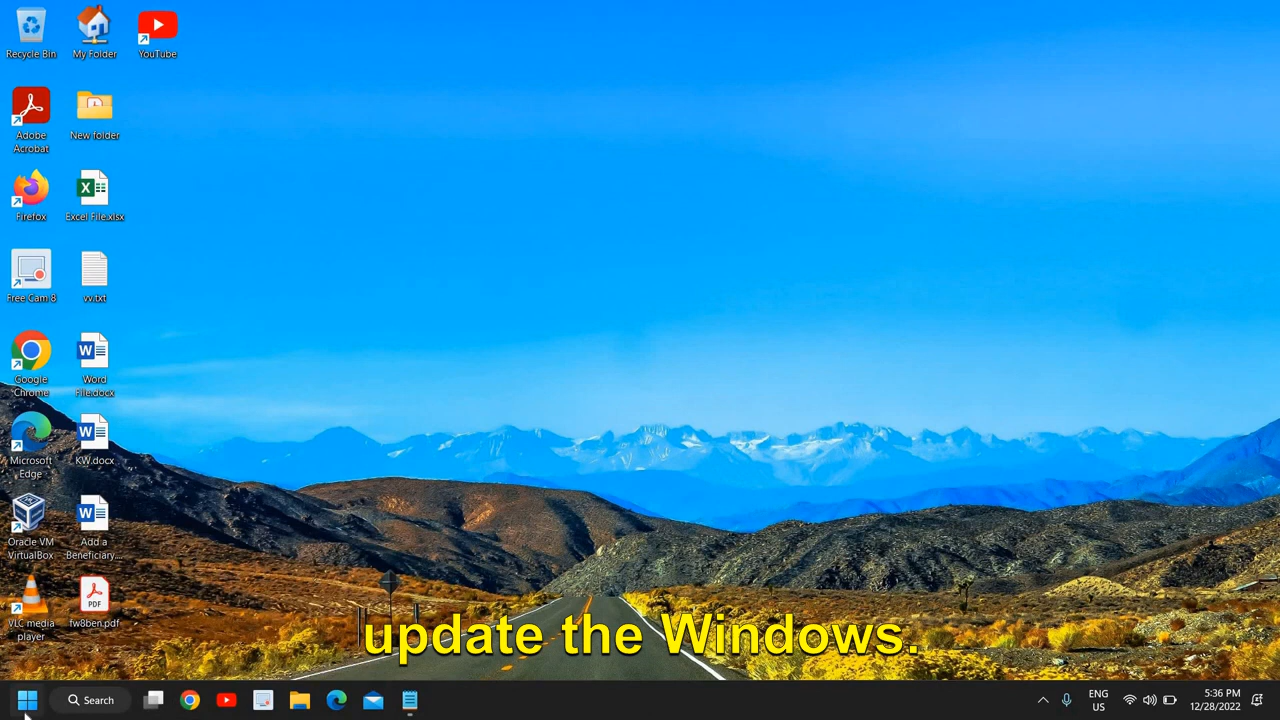 Recycle Bin
My Folder
YouTube
Adobe
Acrobat
New folder
Firefox
Excel File.xlsx
Free Cam 8
vv.txt
Google
Chrome
Word
File.docx
Microsoft
Edge
KW.docx
Oracle VM
VirtualBox
Add a
Beneficiary...
VLC media
player
PDF
fw8ben.pdf
update the Windows.
Search
ENG
US
5:36 PM
12/28/2022